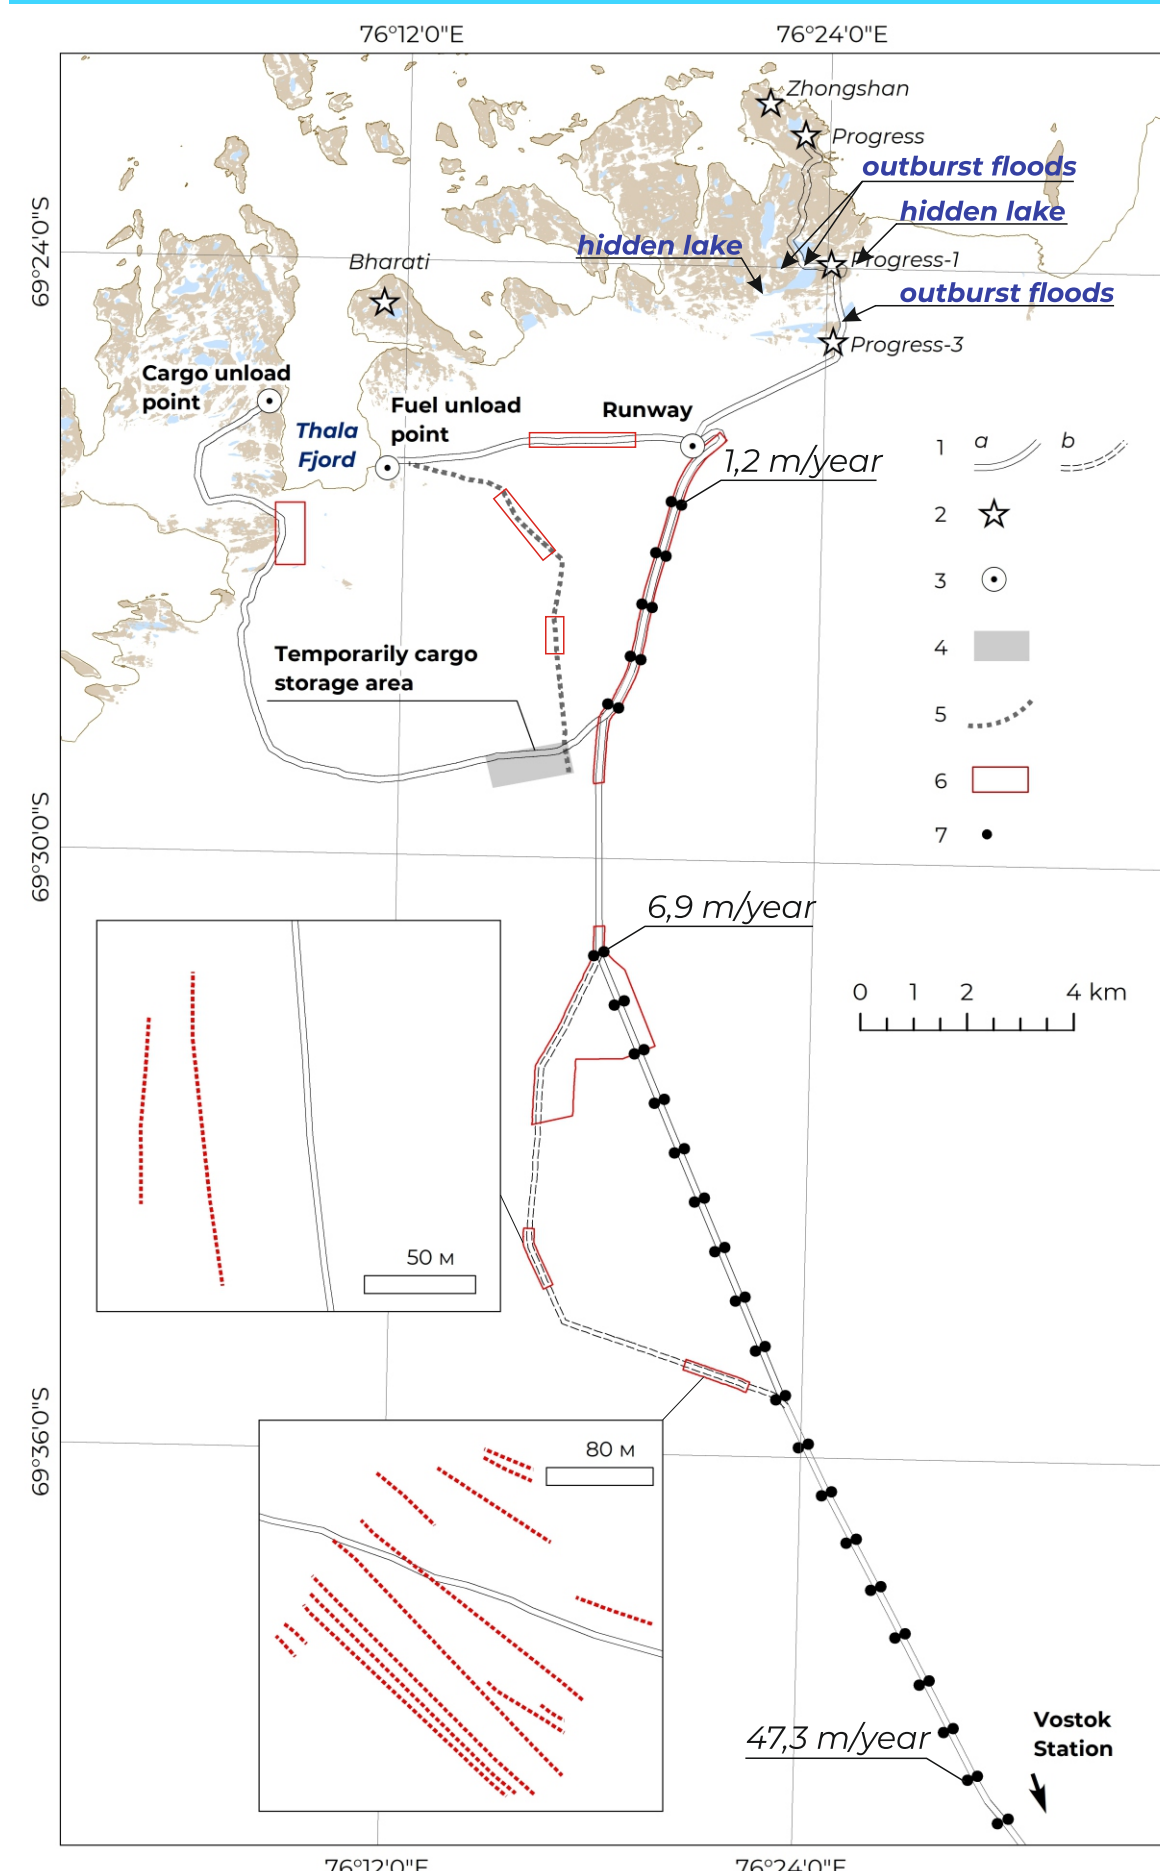 76°12'0"E
76°24'0"E
Zhongshan
Progress
outburst floods
hidden lake
hidden lake
69°24'0"S
Bharati
Progress-1
outburst floods
Progress-3
Cargo unload
point
Fuel unload
point
Runway
Thala
Fjord
1,2 m/year
1
a
b
2
3
4
5
6
7
Temporarily cargo
storage area
69°30'0"S
6,9 m/year
0 1 2 4 km
50 м
69°36'0"S
80 м
47,3 m/year
Vostok
Station
76°12'0"E
76°24'0"E